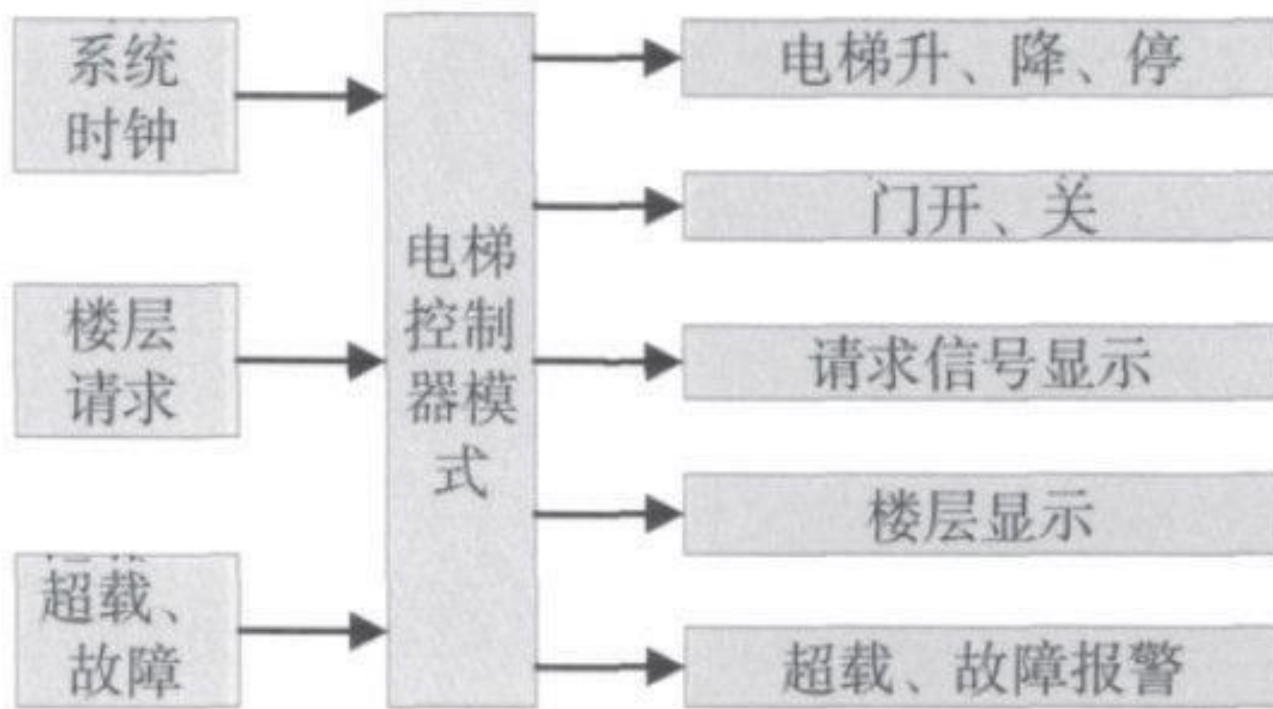 系统
时钟
楼层
请求
超载、
故障
电梯
控制
器模
式
电梯升、降、停
门开、关
请求信号显示
楼层显示
超载、故障报警